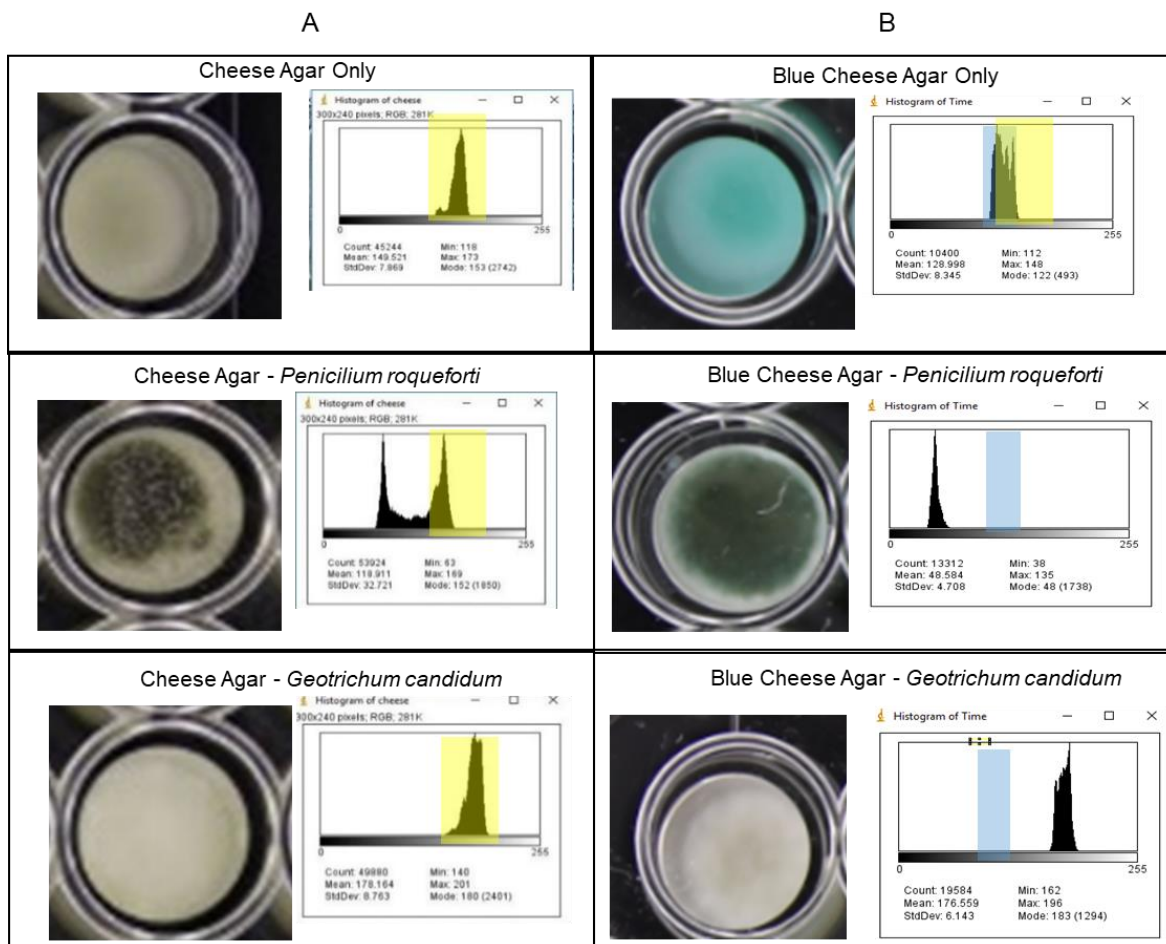 A
B
Cheese Agar Only
Histogram of cheese
300x240 pixels; RGB; 281K
0 255
Count: 45244 Min: 118
Mean: 149.521 Max: 173
StdDev: 7.869 Mode: 153 (2742)
Blue Cheese Agar Only
Histogram of Time
0 255
Count: 10400 Min: 112
Mean: 128.998 Max: 148
StdDev: 8.345 Mode: 122 (493)
Cheese Agar - Penicilium roqueforti
Histogram of cheese
300x240 pixels; RGB; 281K
0 255
Count: 53924 Min: 63
Mean: 118.911 Max: 169
StdDev: 32.721 Mode: 152 (1850)
Blue Cheese Agar - Penicilium roqueforti
Histogram of Time
0 255
Count: 13312 Min: 38
Mean: 48.584 Max: 135
StdDev: 4.708 Mode: 48 (1738)
Cheese Agar - Geotrichum candidum
Histogram of cheese
300x240 pixels; RGB; 281K
0 255
Count: 49880 Min: 140
Mean: 178.164 Max: 201
StdDev: 8.763 Mode: 180 (2401)
Blue Cheese Agar - Geotrichum candidum
Histogram of Time
0 255
Count: 19584 Min: 162
Mean: 176.559 Max: 196
StdDev: 6.143 Mode: 183 (1294)